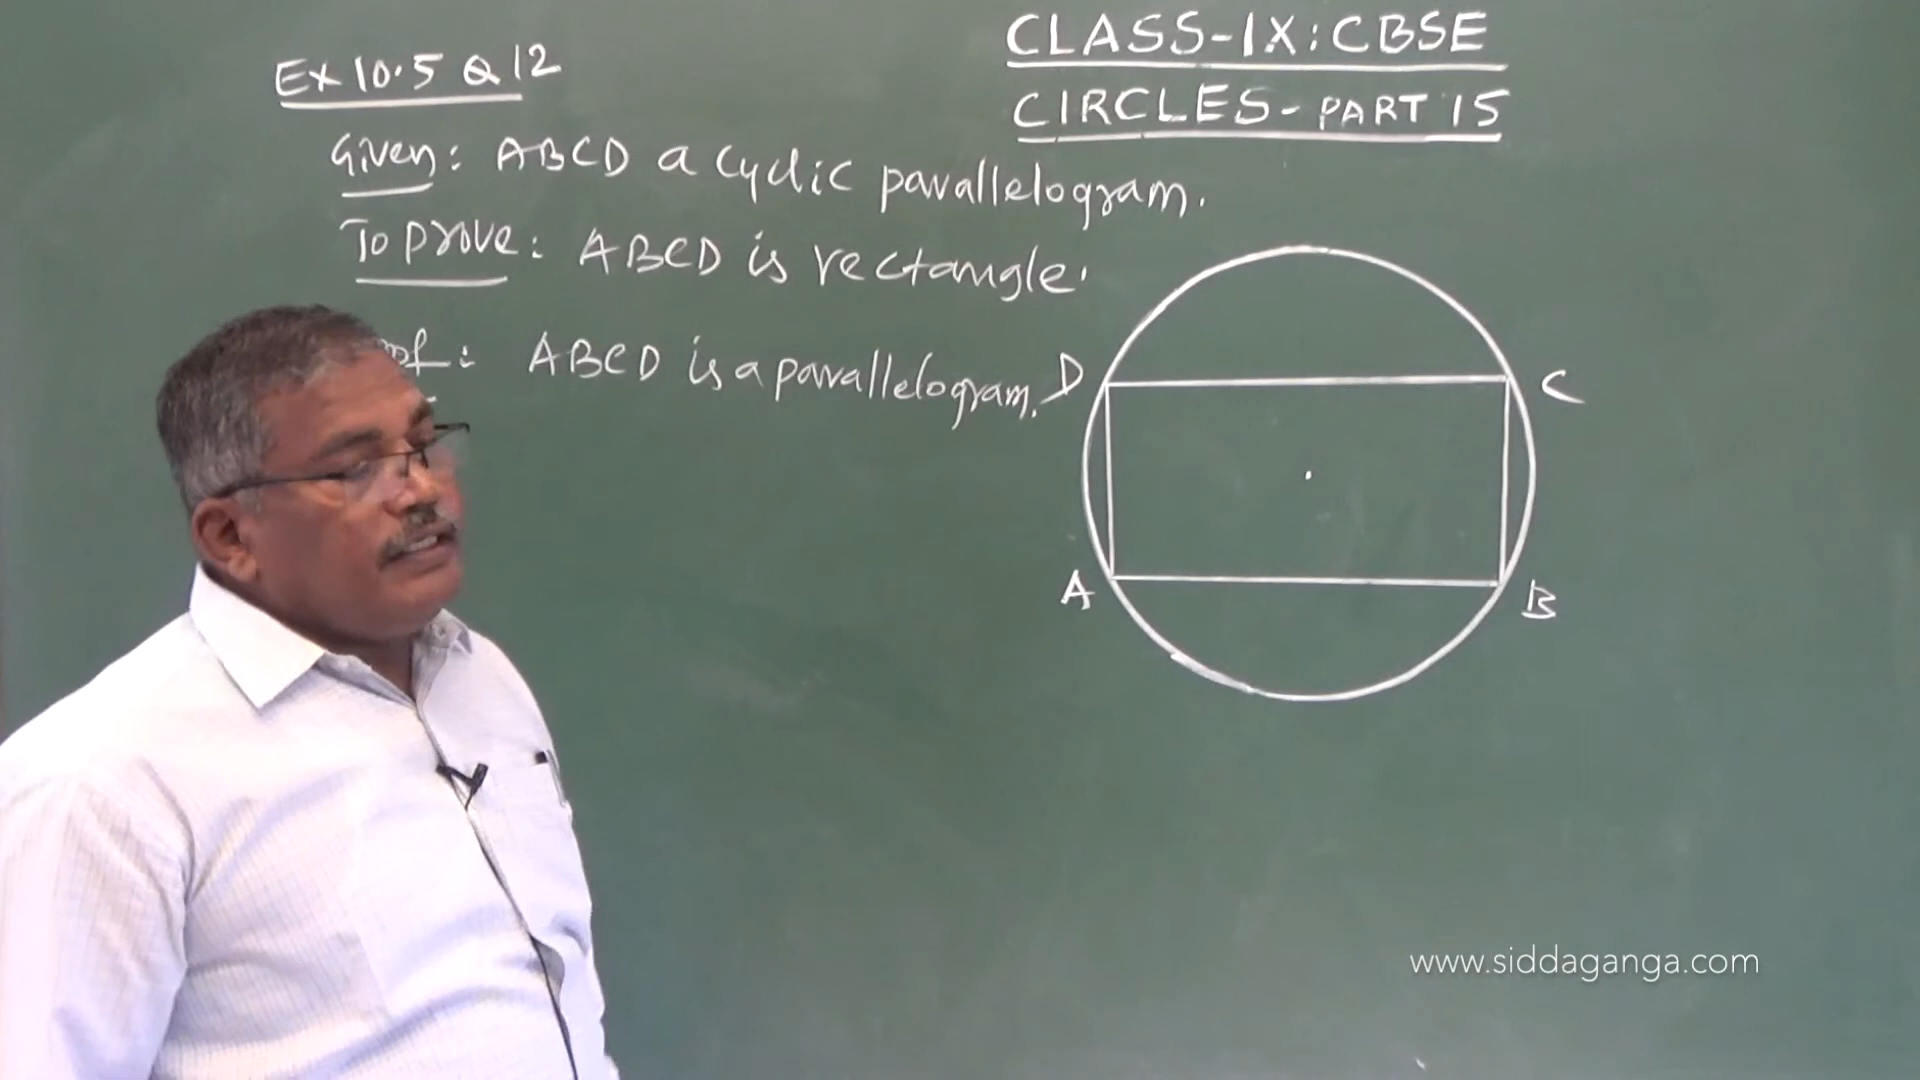 CLASS-IX: CBSE
CIRCLES-PART 15
Ex 10.5 Q 12
Given: ABCD a cyclic parallelogram.
To prove: ABCD is rectangle.
ABCD is a parallelogram.
D
C
A
B
www.siddaganga.com